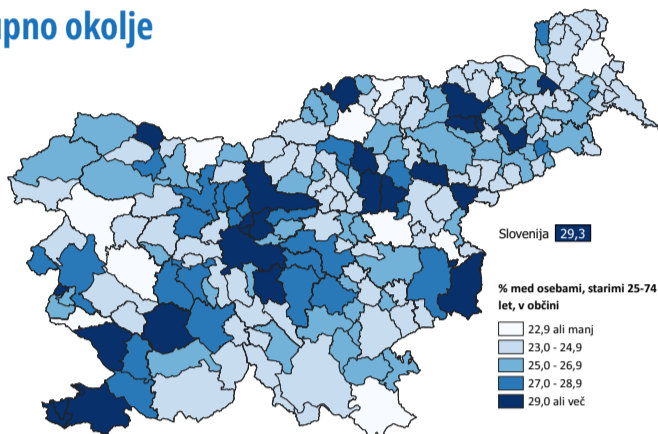 pno okolje
Slovenija 29,3
% med osebami, starimi 25-74
let, v občini
22,9 ali manj
23,0 - 24,9
25,0 - 26,9
27,0 - 28,9
29,0 ali več